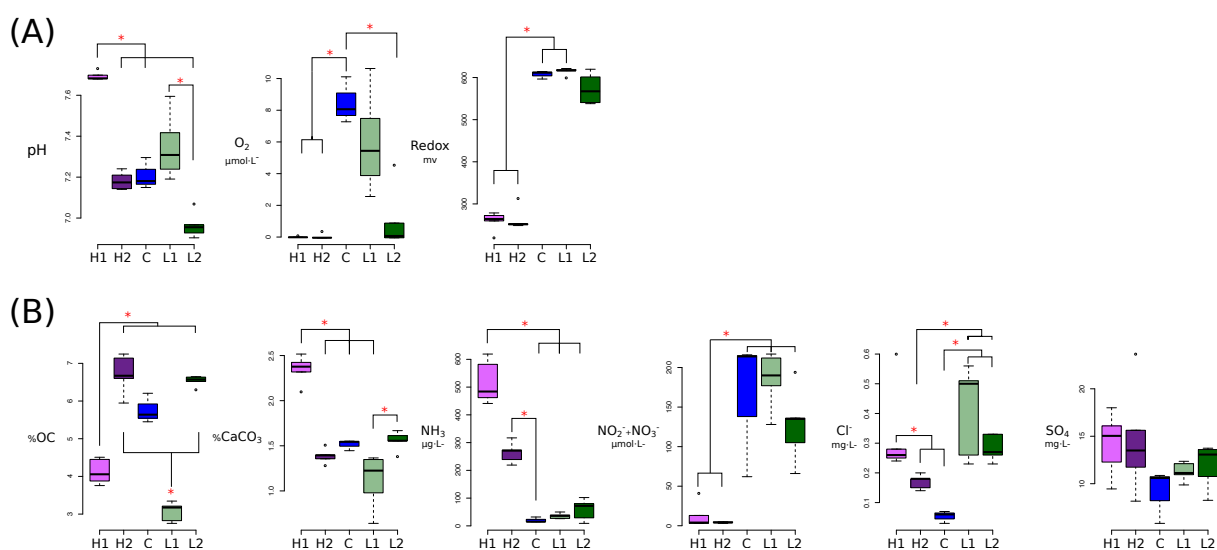 (A)
pH
7.6
7.4
7.2
7.0
*
*
H1 H2 C L1 L2
O₂
µmol·L⁻
10
8
6
4
2
0
*
*
H1 H2 C L1 L2
Redox
mv
600
600
300
*
H1 H2 C L1 L2
(B)
%OC
7
6
5
4
3
*
*
H1 H2 C L1 L2
%CaCO₃
2.5
2.0
1.5
1.0
*
*
H1 H2 C L1 L2
NH₃
µg·L-
600
500
400
300
200
100
0
*
*
H1 H2 C L1 L2
NO₂⁻+NO₃⁻
µmol·L-
200
150
100
50
0
*
H1 H2 C L1 L2
Cl⁻
mg·L-
0.6
0.5
0.4
0.3
0.2
0.1
*
*
*
H1 H2 C L1 L2
SO₄
mg·L-
20
15
10
H1 H2 C L1 L2